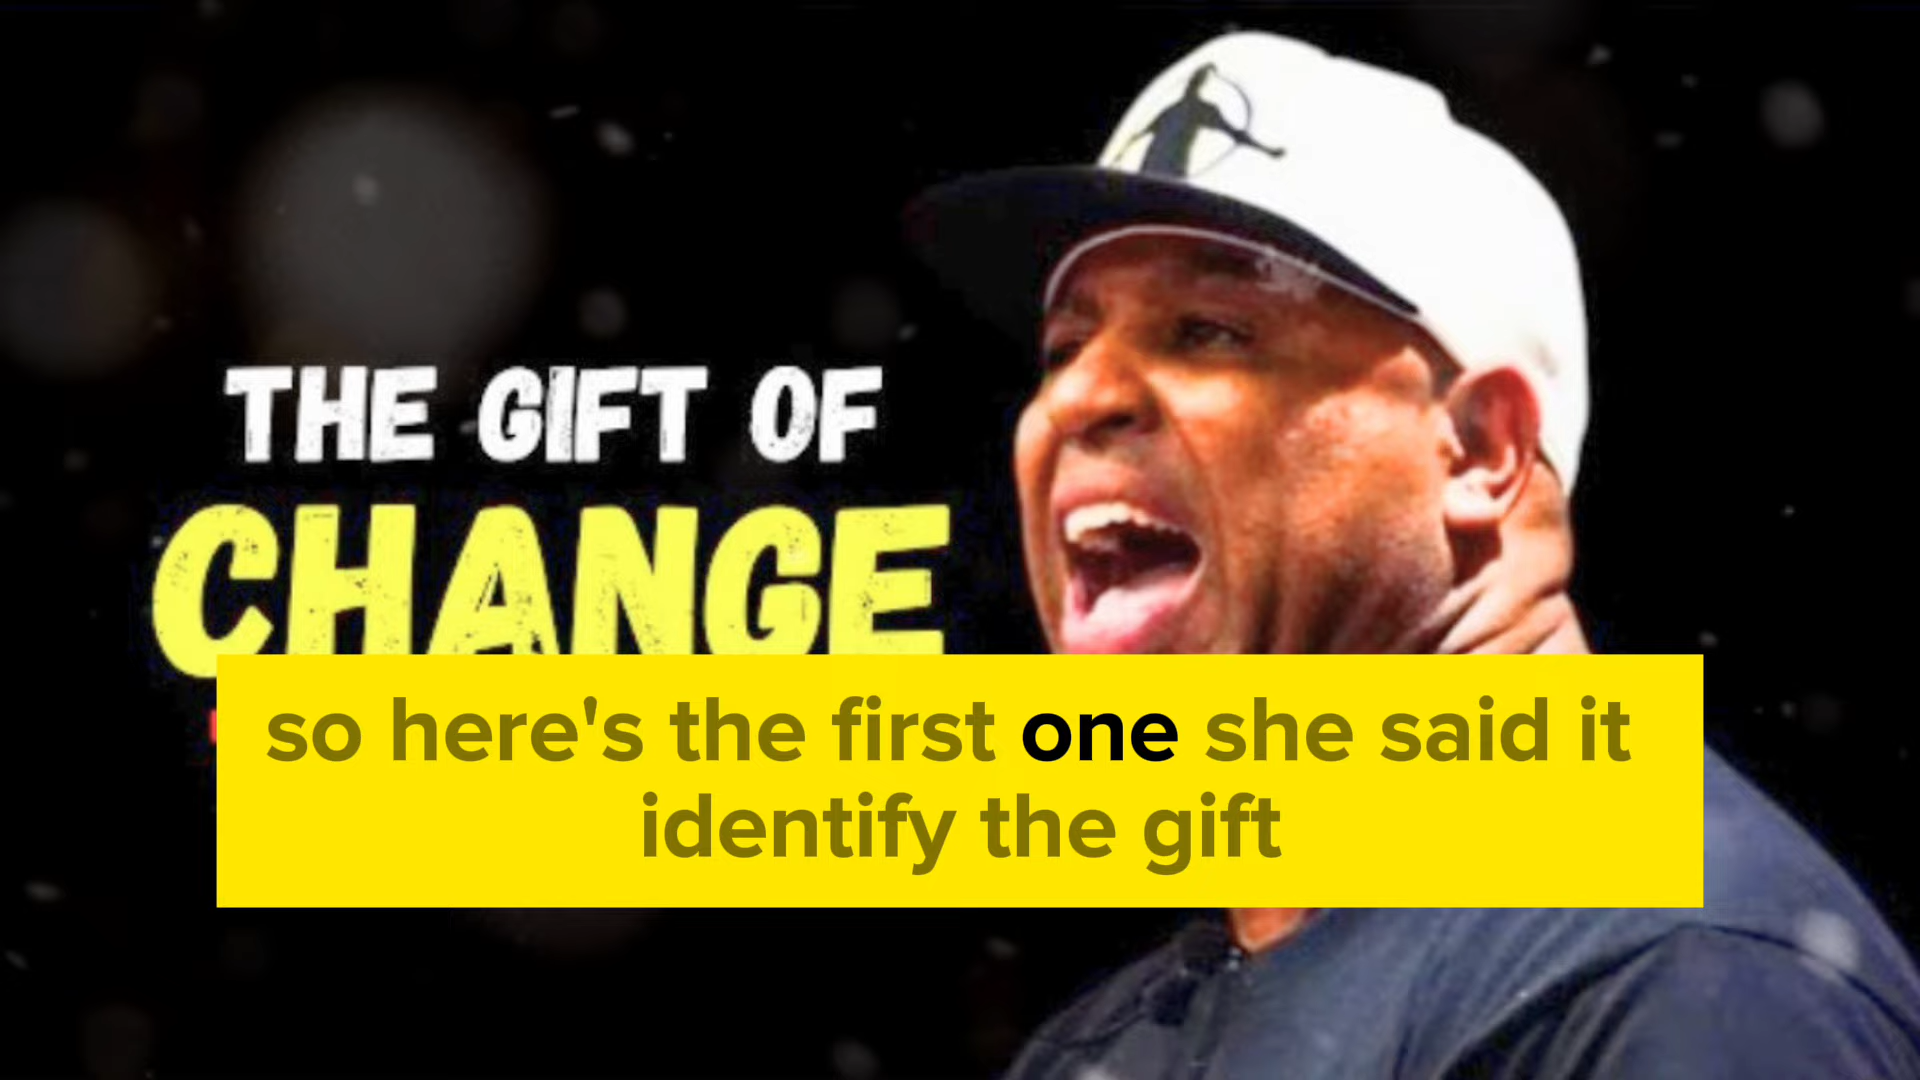 THE GIFT OF
CHANGE
so here's the first one she said it
identify the gift